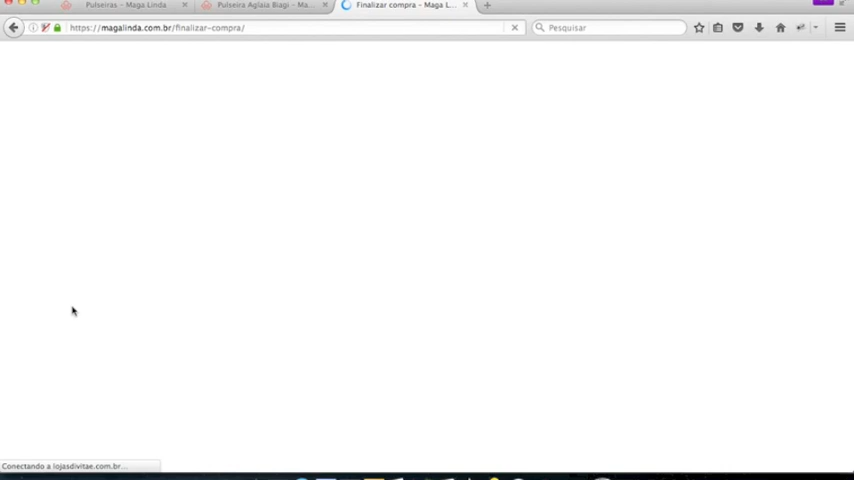 Pulseiras - Maga Linda
Pulseira Aglaia Biagi - Ma...
Finalizar compra - Maga L...
https://magalinda.com.br/finalizar-compra/
Pesquisar
Conectando a lojasdivitae.com.br...